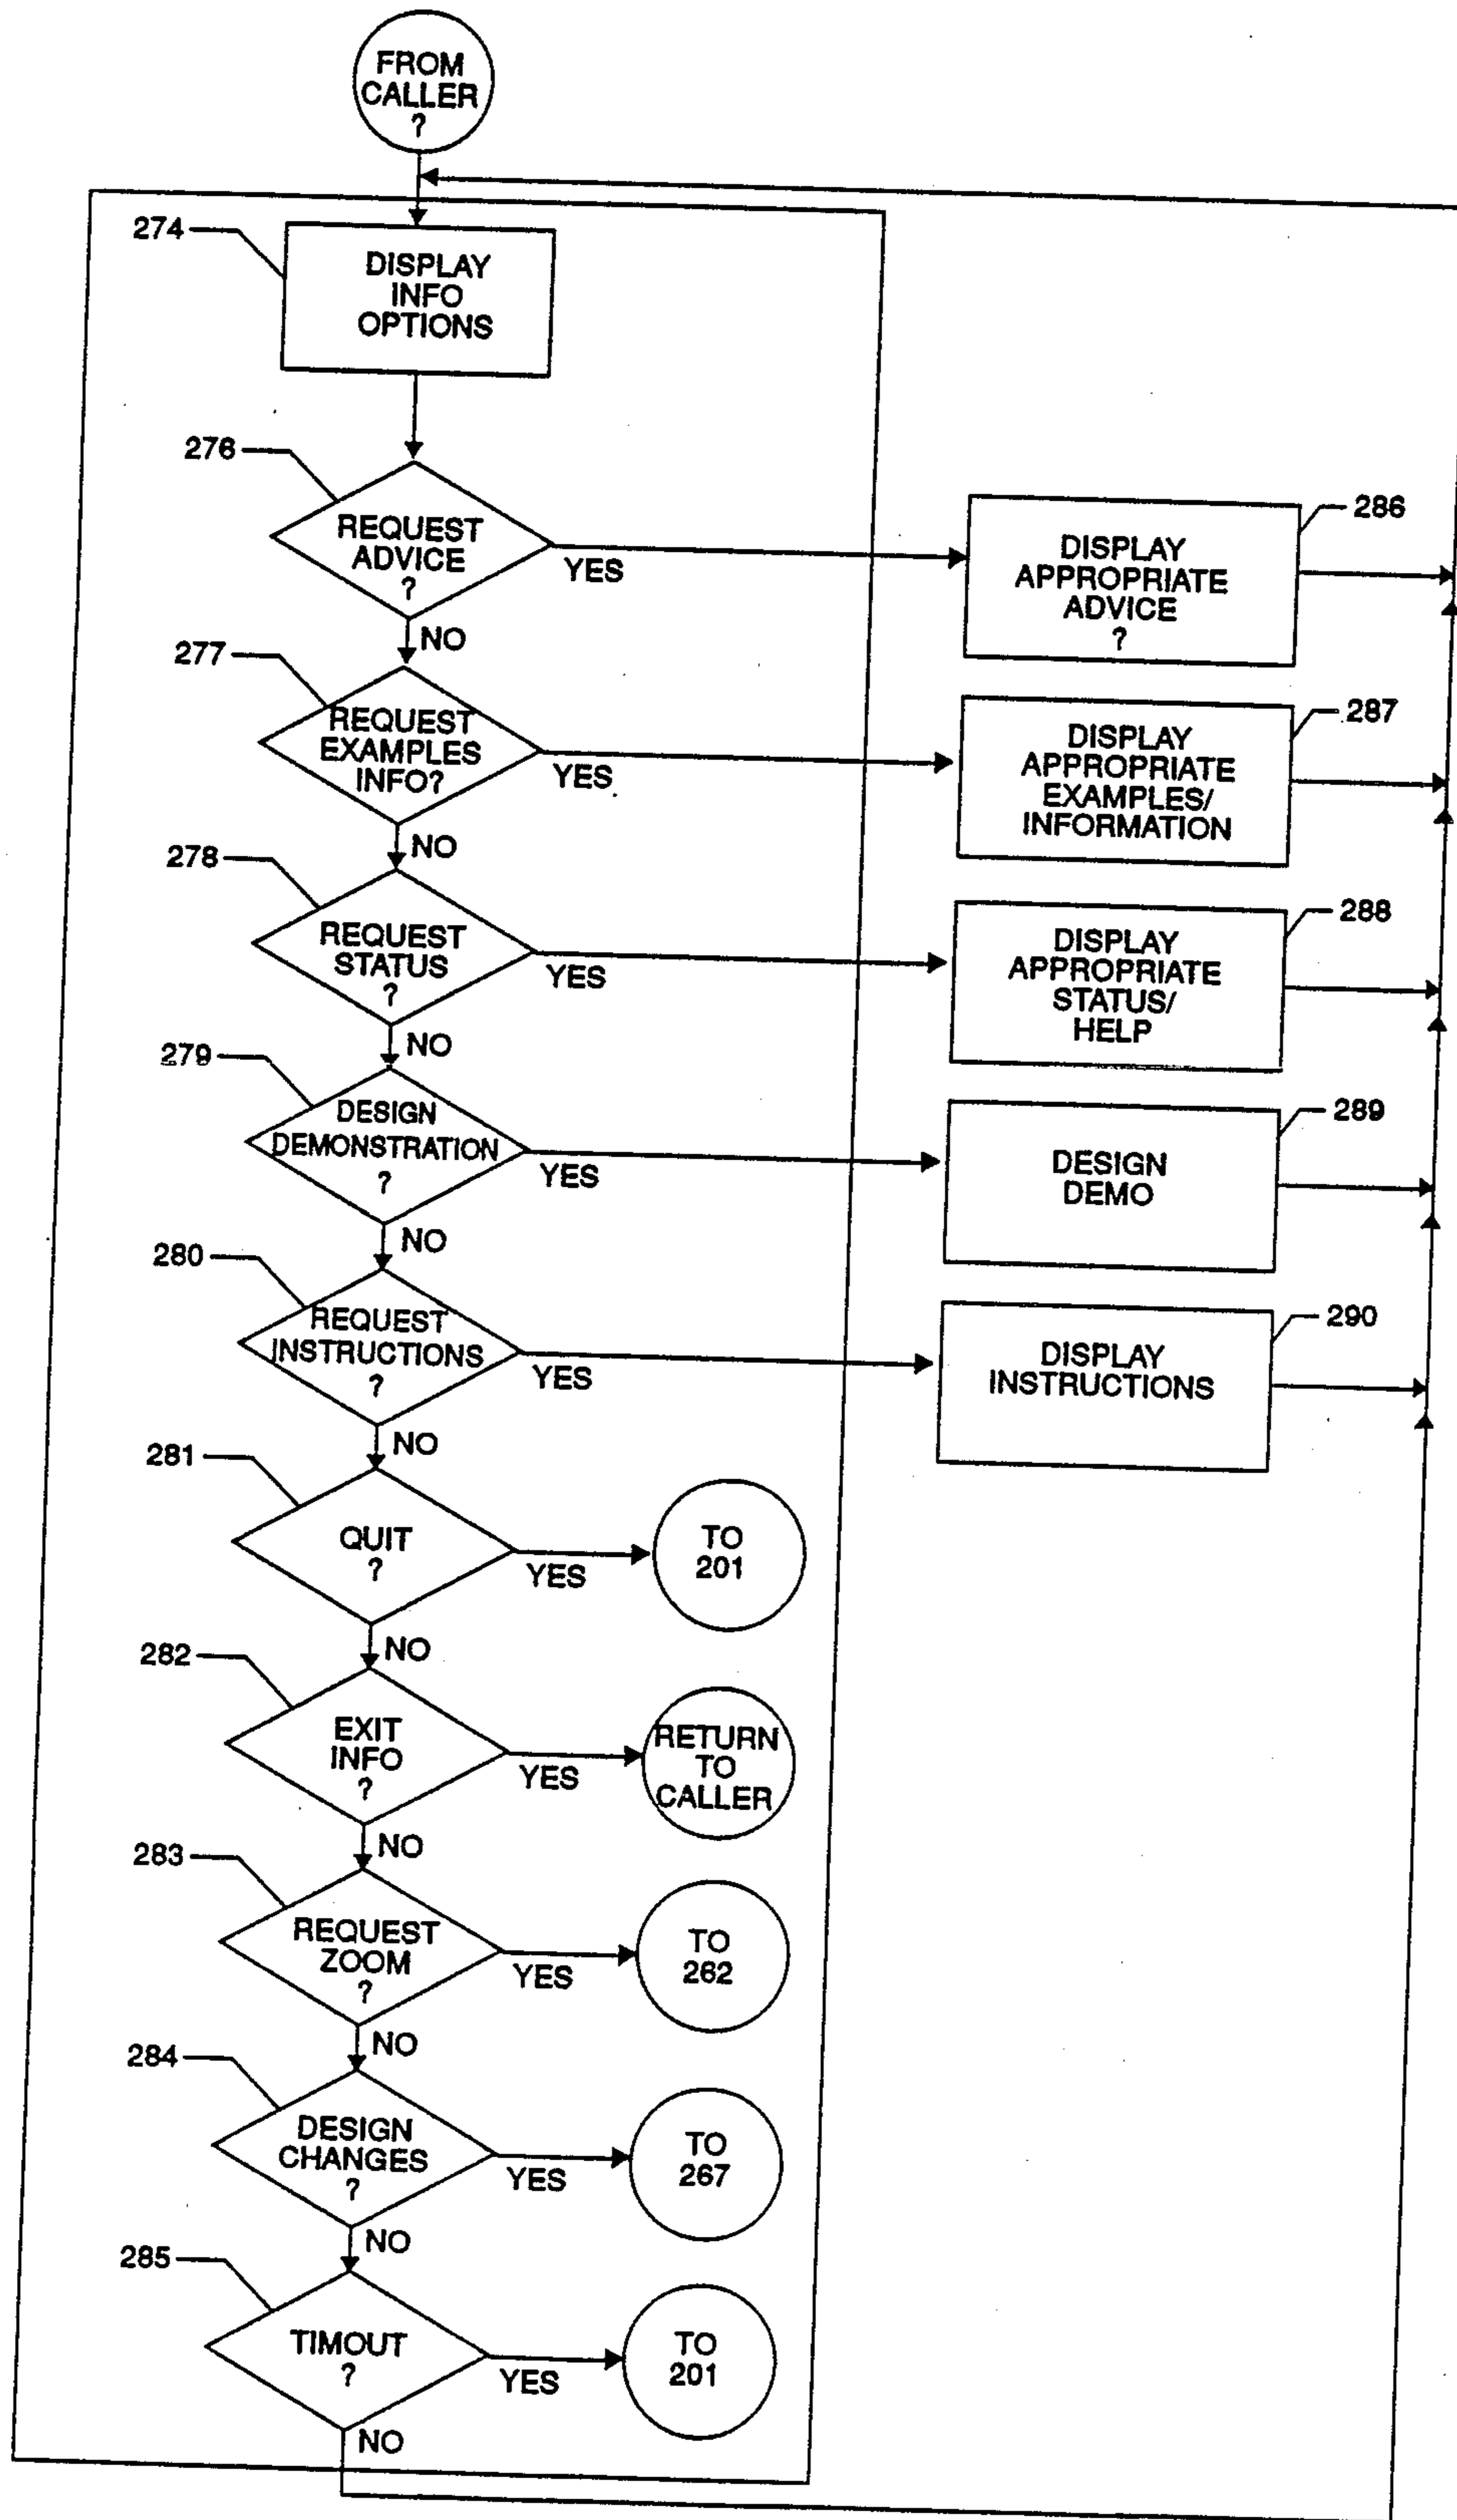 FROM
CALLER
?
274
DISPLAY
INFO
OPTIONS
276
REQUEST
ADVICE
?
YES
NO
286
DISPLAY
APPROPRIATE
ADVICE
?
277
REQUEST
EXAMPLES
INFO?
YES
NO
287
DISPLAY
APPROPRIATE
EXAMPLES/
INFORMATION
278
REQUEST
STATUS
?
YES
NO
288
DISPLAY
APPROPRIATE
STATUS/
HELP
279
DESIGN
DEMONSTRATION
?
YES
NO
289
DESIGN
DEMO
280
REQUEST
INSTRUCTIONS
?
YES
NO
290
DISPLAY
INSTRUCTIONS
281
QUIT
?
YES
NO
TO
201
282
EXIT
INFO
?
YES
NO
RETURN
TO
CALLER
283
REQUEST
ZOOM
?
YES
NO
TO
262
284
DESIGN
CHANGES
?
YES
NO
TO
267
285
TIMOUT
?
YES
NO
TO
201